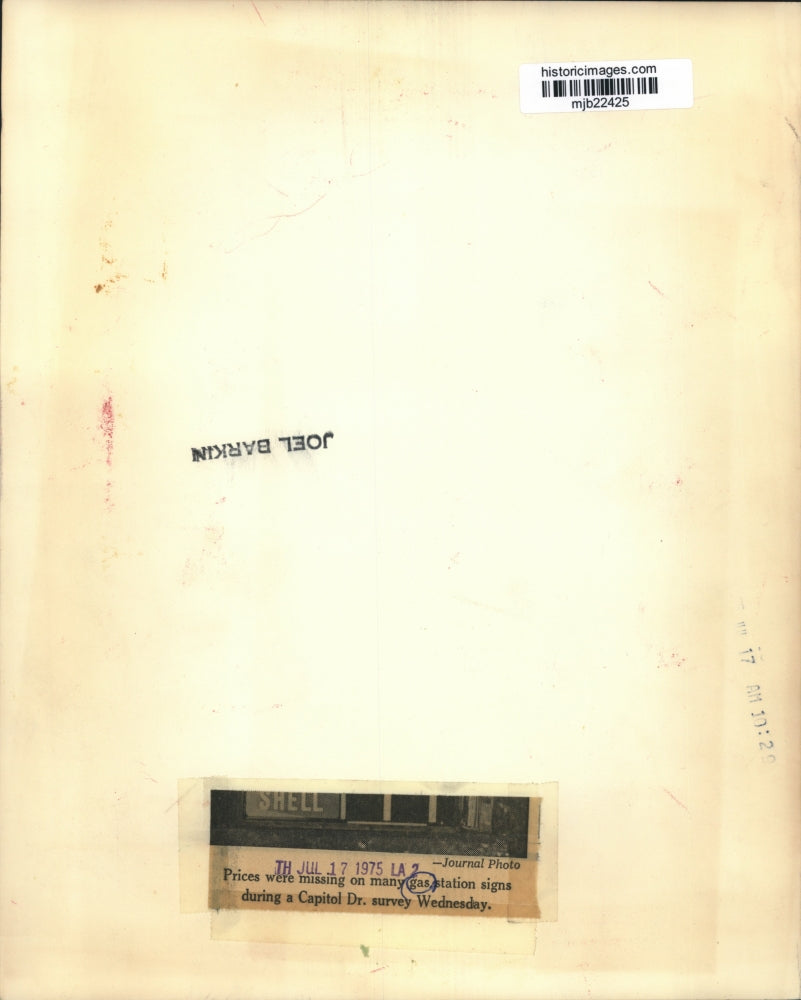 historicimages.com
mjb22425
JOEL BARKIN
17 AM 10:29
SHELL
TH JUL 17 1975 LA 2
—Journal Photo
Prices were missing on many gas station signs
during a Capitol Dr. survey Wednesday.